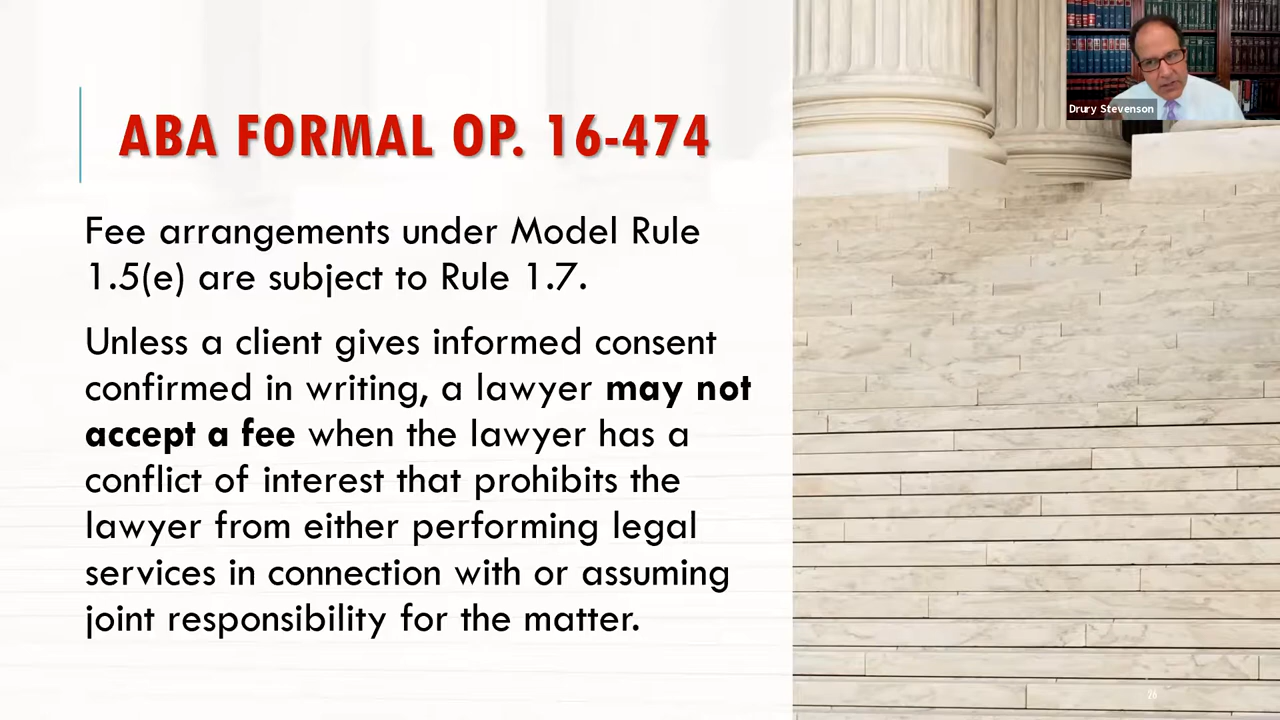 ABA FORMAL OP. 16-474
Fee arrangements under Model Rule
1.5(e) are subject to Rule 1.7.
Unless a client gives informed consent
confirmed in writing, a lawyer may not
accept a fee when the lawyer has a
conflict of interest that prohibits the
lawyer from either performing legal
services in connection with or assuming
joint responsibility for the matter.
Drury Stevenson
26